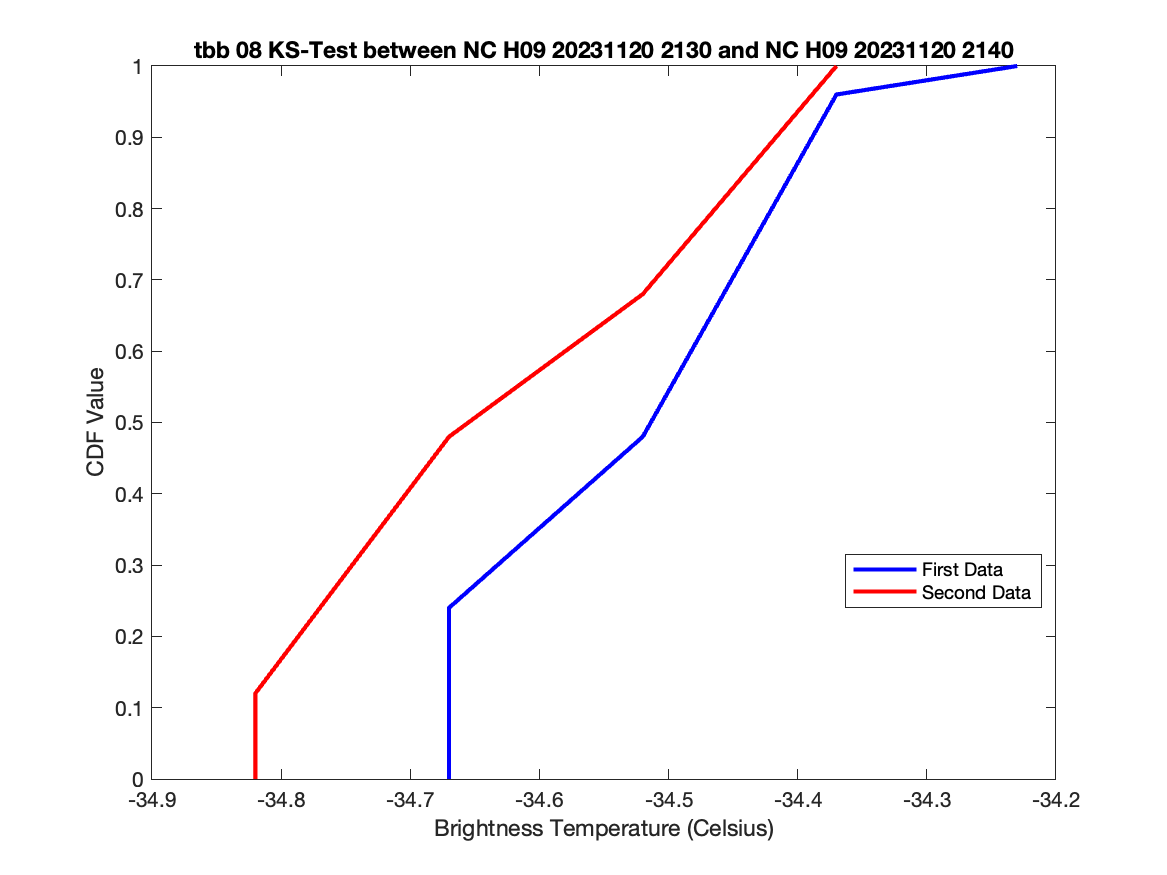 tbb 08 KS-Test between NC H09 20231120 2130 and NC H09 20231120 2140
1
0.9
0.8
0.7
0.6
0.5
0.4
0.3
0.2
0.1
0
CDF Value
First Data
Second Data
-34.9 -34.8 -34.7 -34.6 -34.5 -34.4 -34.3 -34.2
Brightness Temperature (Celsius)